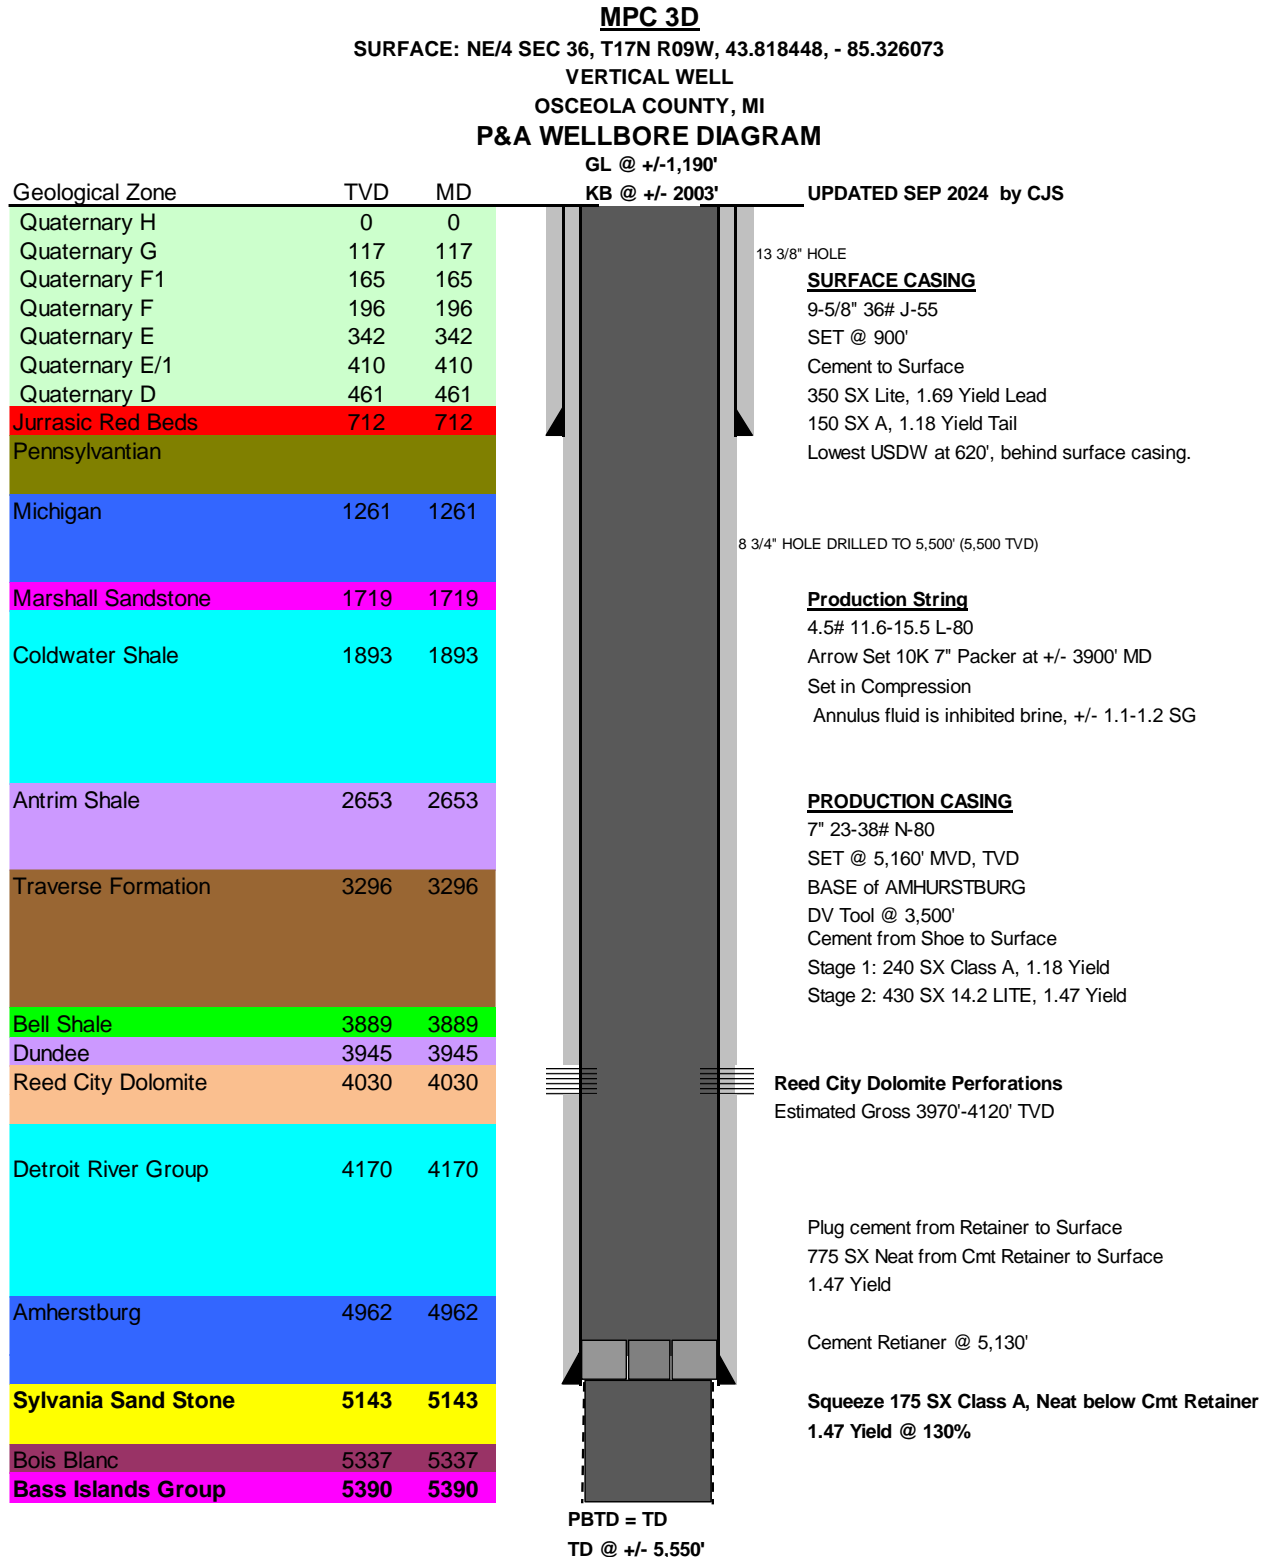 MPC 3D
SURFACE: NE/4 SEC 36, T17N R09W, 43.818448, - 85.326073
VERTICAL WELL
OSCEOLA COUNTY, MI
P&A WELLBORE DIAGRAM
GL @ +/-1,190'
Geological Zone TVD MD KB @ +/- 2003' UPDATED SEP 2024 by CJS
Quaternary H 0 0
Quaternary G 117 117
13 3/8" HOLE
Quaternary F1 165 165 SURFACE CASING
Quaternary F 196 196 9-5/8" 36# J-55
Quaternary E 342 342 SET @ 900'
Quaternary E/1 410 410 Cement to Surface
Quaternary D 461 461 350 SX Lite, 1.69 Yield Lead
Jurrasic Red Beds 712 712 150 SX A, 1.18 Yield Tail
Pennsylvantian Lowest USDW at 620', behind surface casing.
Michigan 1261 1261
8 3/4" HOLE DRILLED TO 5,500' (5,500 TVD)
Marshall Sandstone 1719 1719 Production String
4.5# 11.6-15.5 L-80
Coldwater Shale 1893 1893 Arrow Set 10K 7" Packer at +/- 3900' MD
Set in Compression
Annulus fluid is inhibited brine, +/- 1.1-1.2 SG
Antrim Shale 2653 2653 PRODUCTION CASING
7" 23-38# N-80
SET @ 5,160' MVD, TVD
Traverse Formation 3296 3296 BASE of AMHURSTBURG
DV Tool @ 3,500'
Cement from Shoe to Surface
Stage 1: 240 SX Class A, 1.18 Yield
Stage 2: 430 SX 14.2 LITE, 1.47 Yield
Bell Shale 3889 3889
Dundee 3945 3945
Reed City Dolomite 4030 4030 Reed City Dolomite Perforations
Estimated Gross 3970'-4120' TVD
Detroit River Group 4170 4170
Plug cement from Retainer to Surface
775 SX Neat from Cmt Retainer to Surface
1.47 Yield
Amherstburg 4962 4962
Cement Retianer @ 5,130'
Sylvania Sand Stone 5143 5143 Squeeze 175 SX Class A, Neat below Cmt Retainer
1.47 Yield @ 130%
Bois Blanc 5337 5337
Bass Islands Group 5390 5390
PBTD = TD
TD @ +/- 5,550'